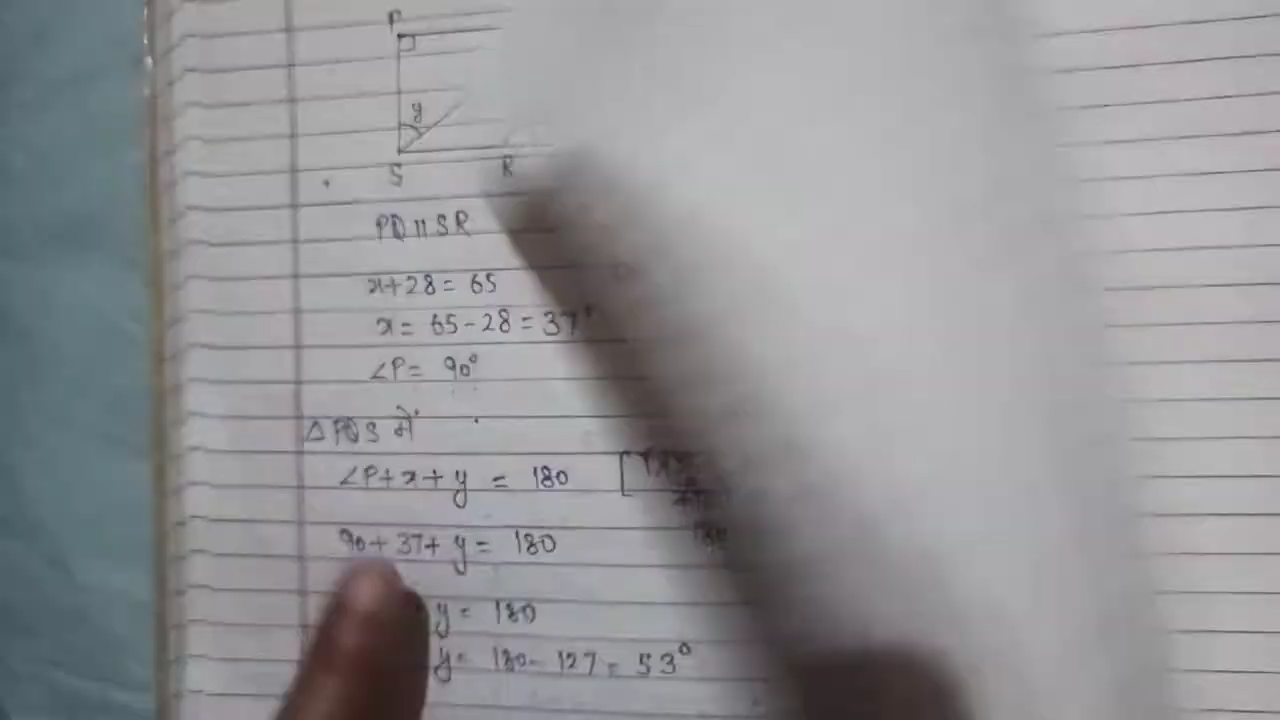 P
y
S R
PQ || SR
x+28 = 65
x = 65-28 = 37°
∠P = 90°
△PQS में
∠P+x+y = 180
90+37+y = 180
y = 180
y = 180-127 = 53°